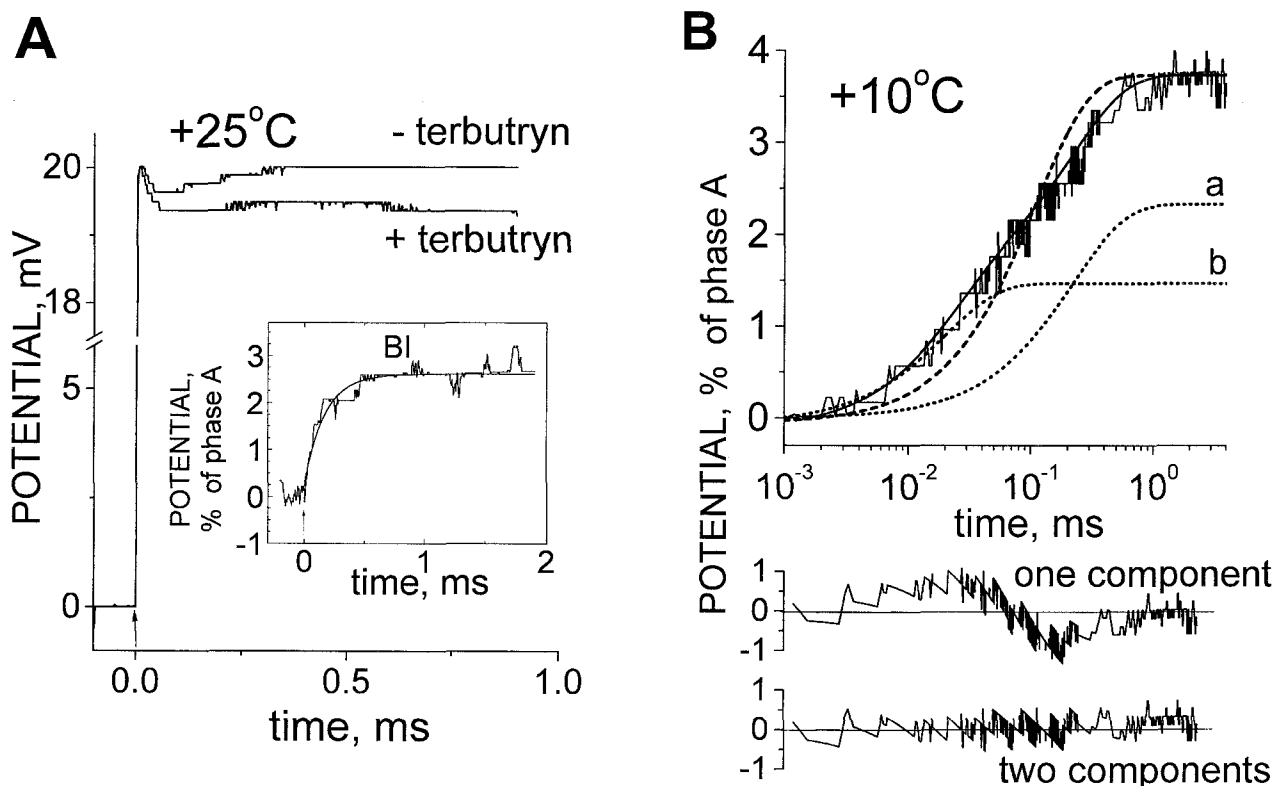 A
+25°C
- terbutryn
+ terbutryn
POTENTIAL, mV
20
18
5
0
0.0
0.5
1.0
time, ms
BI
POTENTIAL,
% of phase A
3
2
1
0
-1
0
1
2
time, ms
B
+10°C
POTENTIAL, % of phase A
4
3
2
1
0
a
b
10-3
10-2
10-1
100
time, ms
one component
1
0
-1
two components
1
0
-1